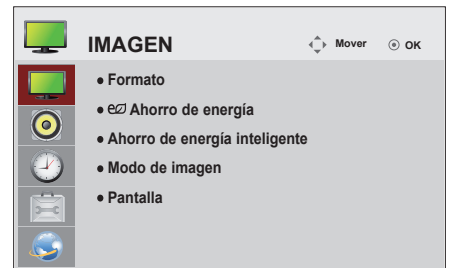 IMAGEN Mover OK
• Formato
• Ahorro de energía
• Ahorro de energía inteligente
• Modo de imagen
• Pantalla